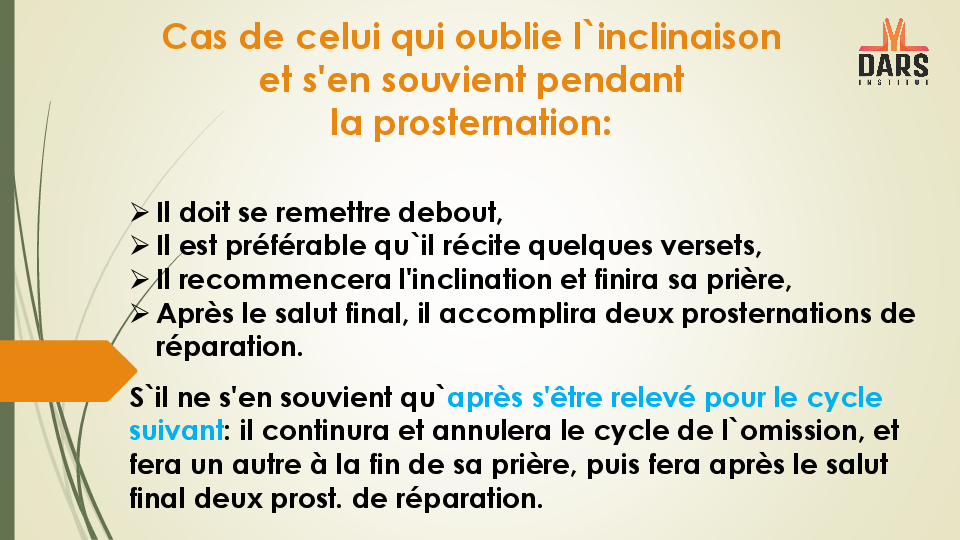 Cas de celui qui oublie l`inclinaison
et s'en souvient pendant
la prosternation:
DARS
INSTITUT
➢ Il doit se remettre debout,
➢ Il est préférable qu`il récite quelques versets,
➢ Il recommencera l'inclination et finira sa prière,
➢ Après le salut final, il accomplira deux prosternations de
réparation.
S`il ne s'en souvient qu`après s'être relevé pour le cycle
suivant: il continura et annulera le cycle de l`omission, et
fera un autre à la fin de sa prière, puis fera après le salut
final deux prost. de réparation.